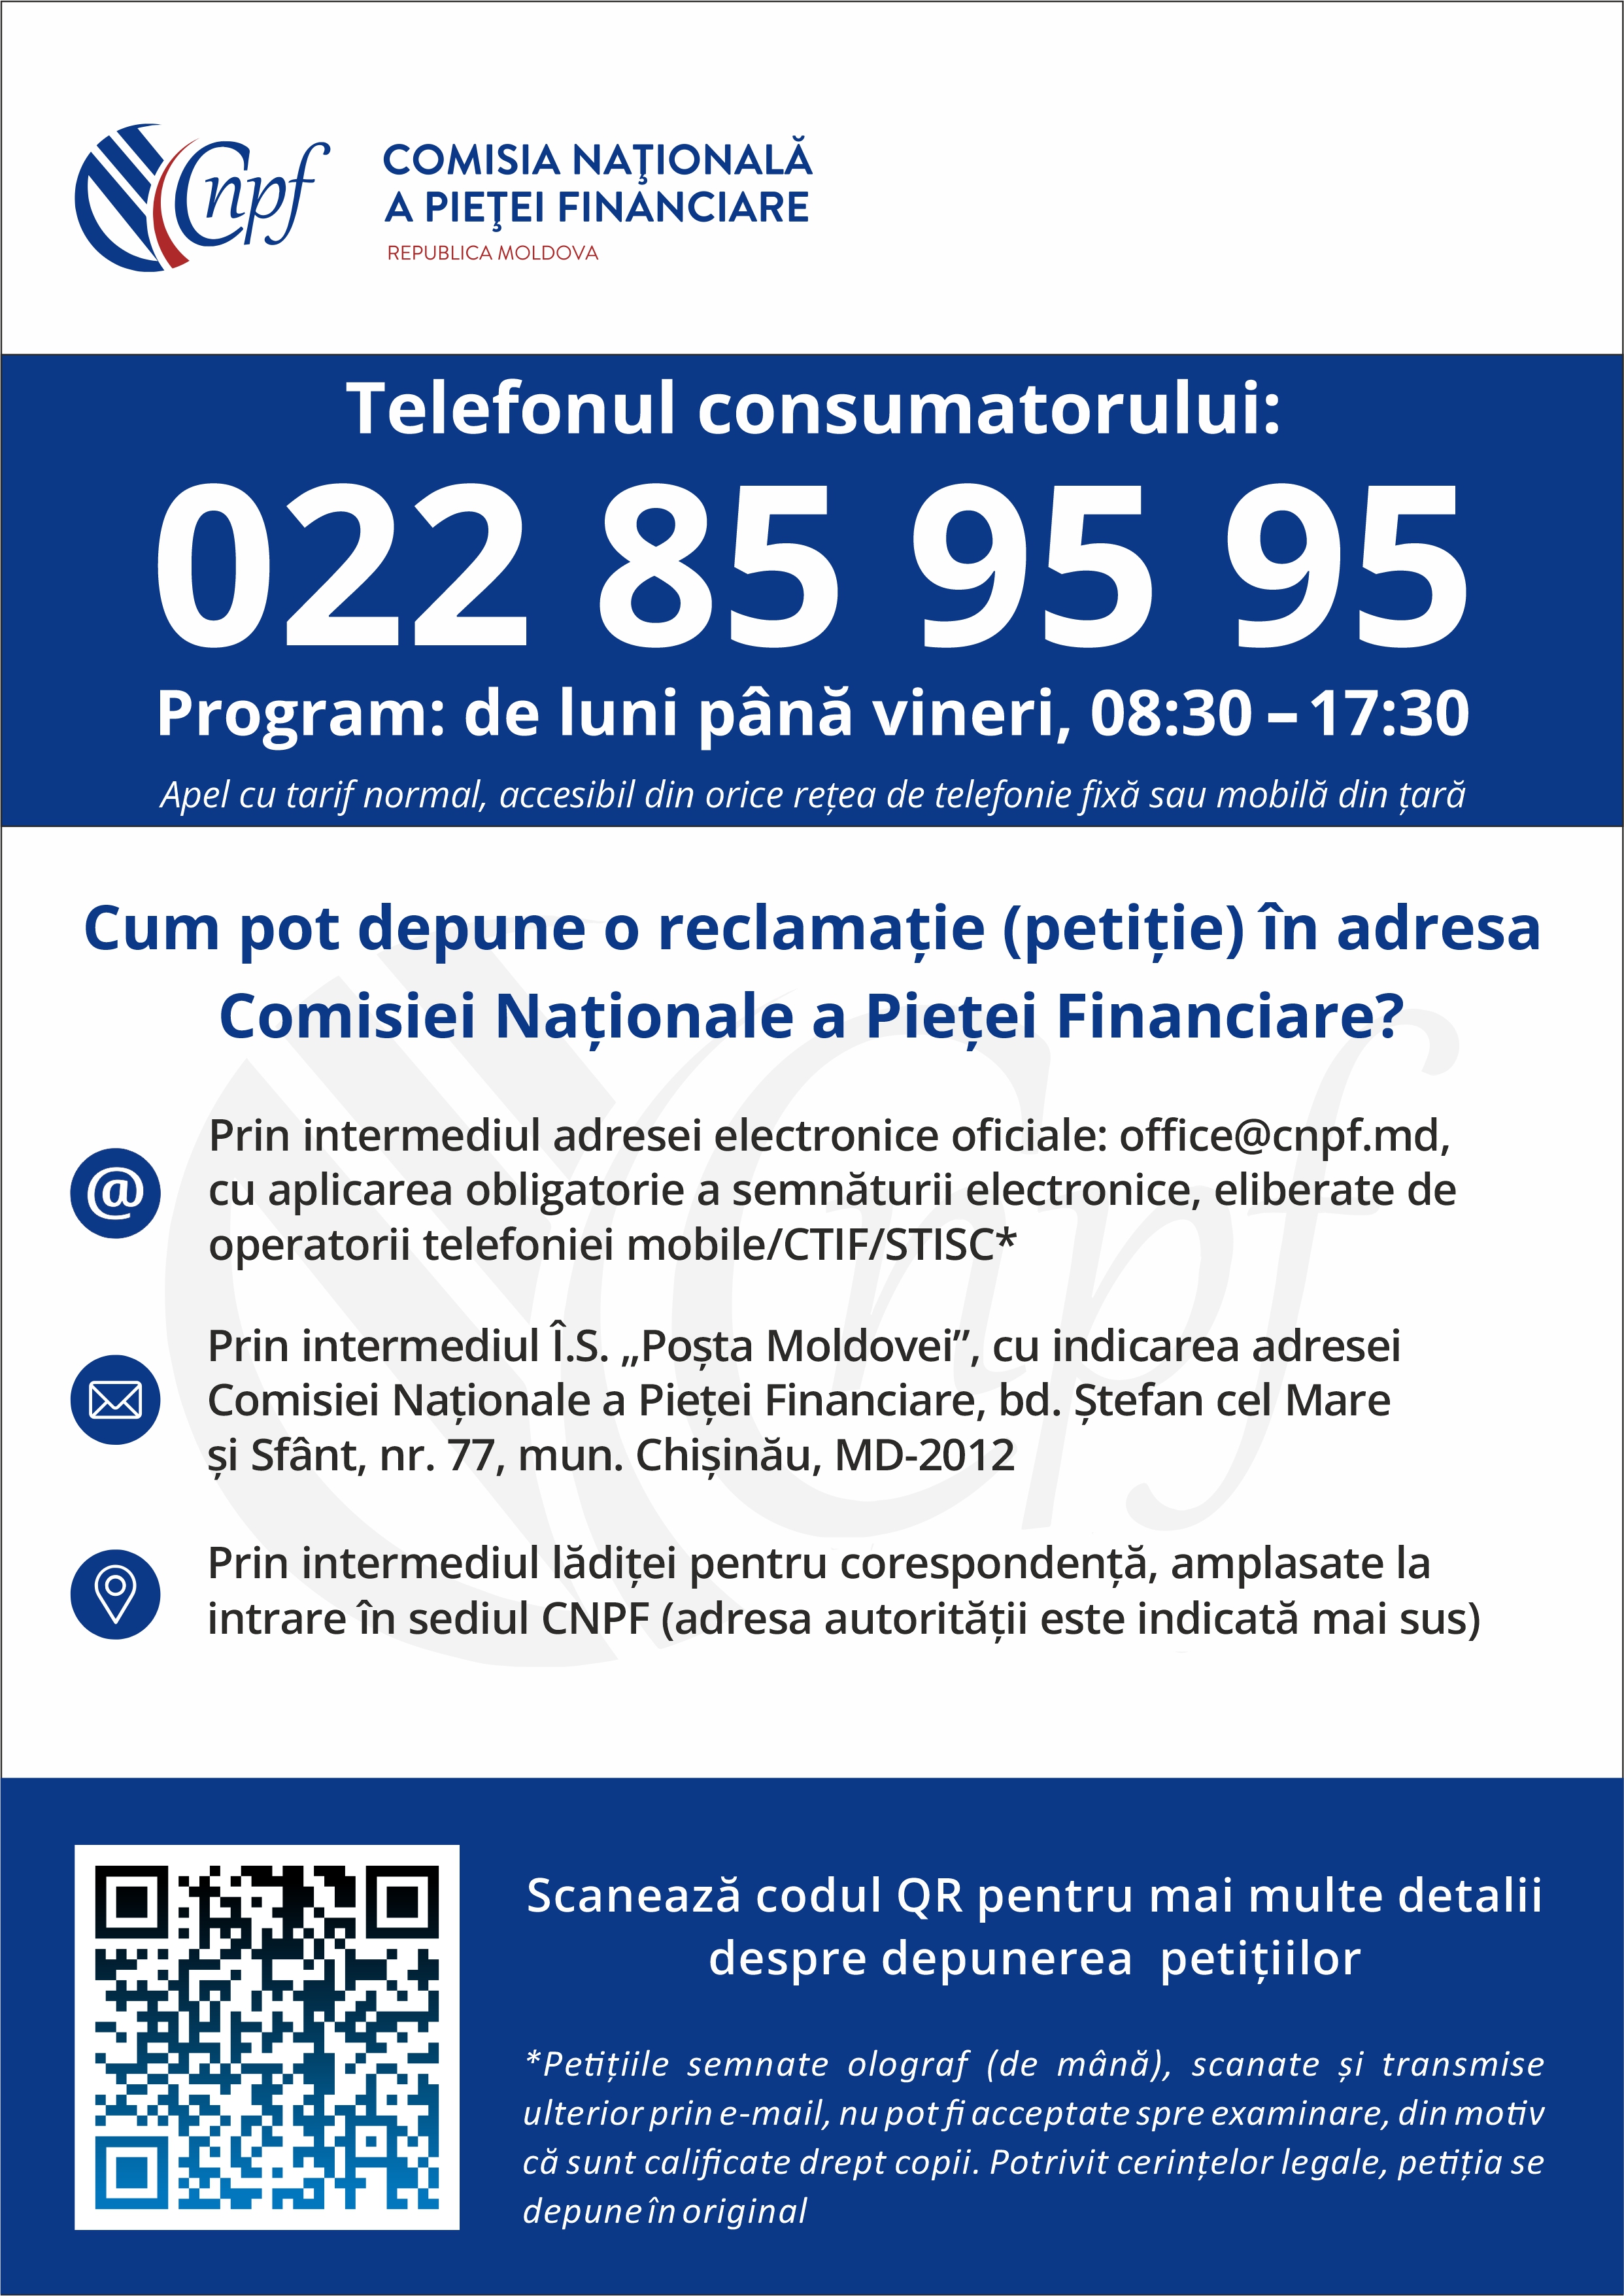 Cnpf
COMISIA NAŢIONALĂ
A PIEŢEI FINANCIARE
REPUBLICA MOLDOVA
Telefonul consumatorului:
022 85 95 95
Program: de luni până vineri, 08:30 – 17:30
Apel cu tarif normal, accesibil din orice rețea de telefonie fixă sau mobilă din țară
Cum pot depune o reclamație (petiție) în adresa
Comisiei Naționale a Pieței Financiare?
Prin intermediul adresei electronice oficiale: office@cnpf.md,
cu aplicarea obligatorie a semnăturii electronice, eliberate de
operatorii telefoniei mobile/CTIF/STISC*
Prin intermediul Î.S. „Poșta Moldovei”, cu indicarea adresei
Comisiei Naționale a Pieței Financiare, bd. Ștefan cel Mare
și Sfânt, nr. 77, mun. Chișinău, MD-2012
Prin intermediul lădiței pentru corespondență, amplasate la
intrare în sediul CNPF (adresa autorității este indicată mai sus)
Scanează codul QR pentru mai multe detalii
despre depunerea petițiilor
*Petițiile semnate olograf (de mână), scanate și transmise
ulterior prin e-mail, nu pot fi acceptate spre examinare, din motiv
că sunt calificate drept copii. Potrivit cerințelor legale, petiția se
depune în original